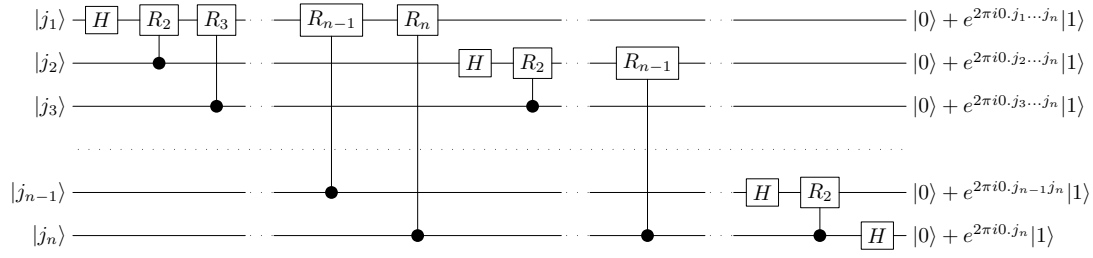 |j₁⟩ H R₂ R₃ Rₙ₋₁ Rₙ |0⟩ + e^{2πi0.j₁...jₙ}|1⟩
|j₂⟩ H R₂ Rₙ₋₁ |0⟩ + e^{2πi0.j₂...jₙ}|1⟩
|j₃⟩ |0⟩ + e^{2πi0.j₃...jₙ}|1⟩
|jₙ₋₁⟩ H R₂ |0⟩ + e^{2πi0.jₙ₋₁jₙ}|1⟩
|jₙ⟩ H |0⟩ + e^{2πi0.jₙ}|1⟩